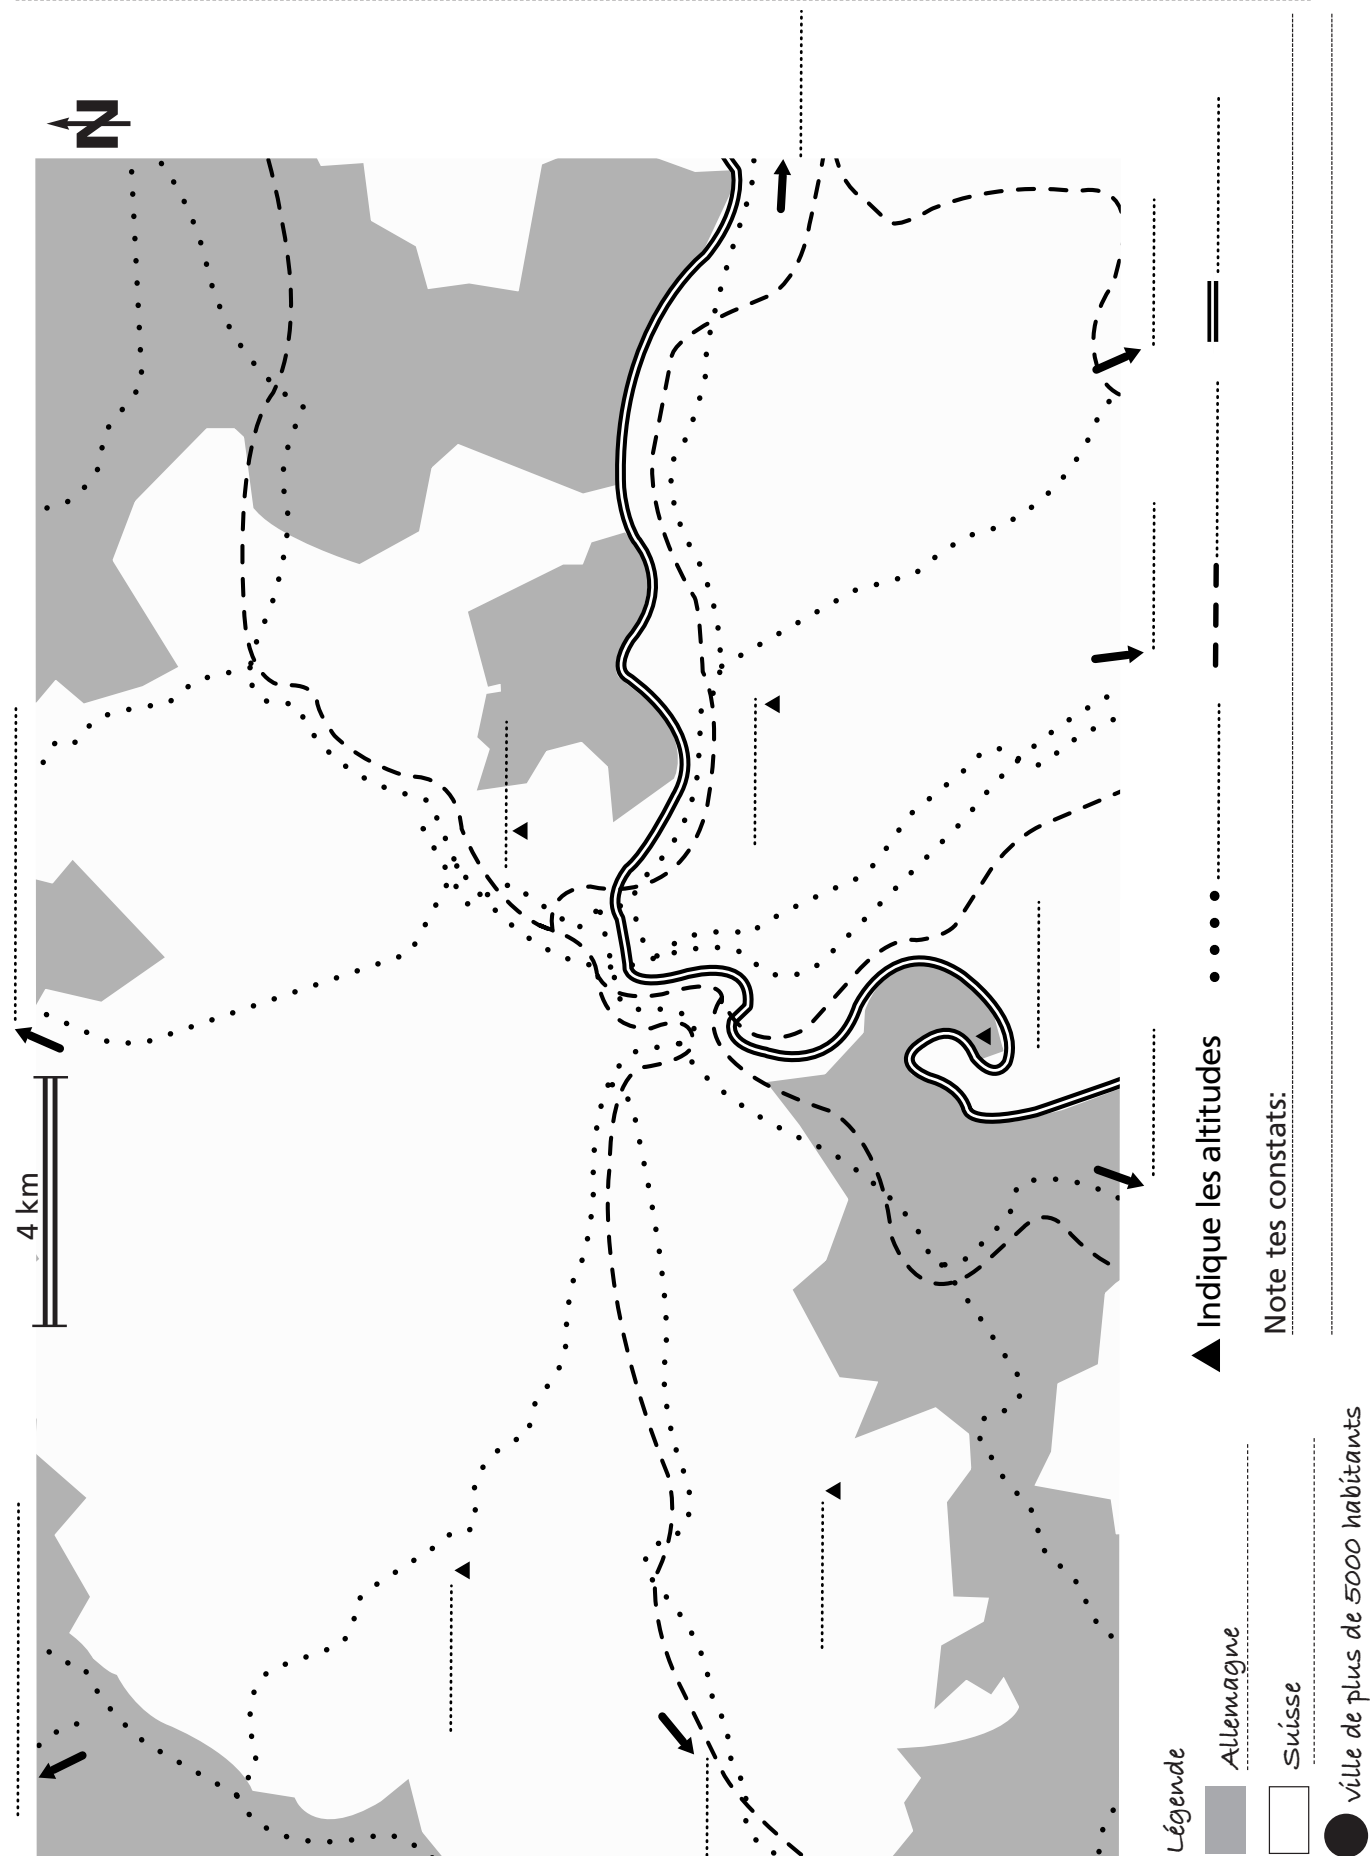 N
4 km
Indique les altitudes
Note tes constats:
Légende
Allemagne
Suisse
ville de plus de 5000 habitants